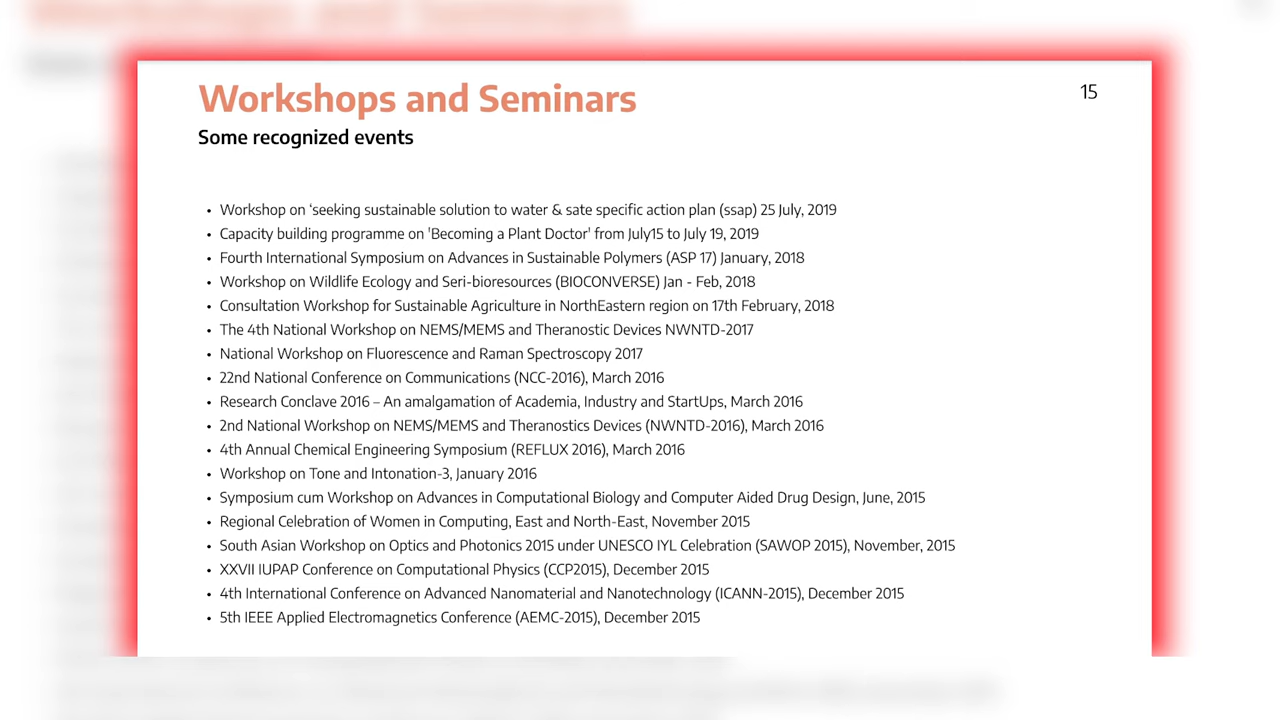 Workshops and Seminars
15
Some recognized events
• Workshop on ‘seeking sustainable solution to water & sate specific action plan (ssap) 25 July, 2019
• Capacity building programme on 'Becoming a Plant Doctor' from July15 to July 19, 2019
• Fourth International Symposium on Advances in Sustainable Polymers (ASP 17) January, 2018
• Workshop on Wildlife Ecology and Seri-bioresources (BIOCONVERSE) Jan - Feb, 2018
• Consultation Workshop for Sustainable Agriculture in NorthEastern region on 17th February, 2018
• The 4th National Workshop on NEMS/MEMS and Theranostic Devices NWNTD-2017
• National Workshop on Fluorescence and Raman Spectroscopy 2017
• 22nd National Conference on Communications (NCC-2016), March 2016
• Research Conclave 2016 – An amalgamation of Academia, Industry and StartUps, March 2016
• 2nd National Workshop on NEMS/MEMS and Theranostics Devices (NWNTD-2016), March 2016
• 4th Annual Chemical Engineering Symposium (REFLUX 2016), March 2016
• Workshop on Tone and Intonation-3, January 2016
• Symposium cum Workshop on Advances in Computational Biology and Computer Aided Drug Design, June, 2015
• Regional Celebration of Women in Computing, East and North-East, November 2015
• South Asian Workshop on Optics and Photonics 2015 under UNESCO IYL Celebration (SAWOP 2015), November, 2015
• XXVII IUPAP Conference on Computational Physics (CCP2015), December 2015
• 4th International Conference on Advanced Nanomaterial and Nanotechnology (ICANN-2015), December 2015
• 5th IEEE Applied Electromagnetics Conference (AEMC-2015), December 2015